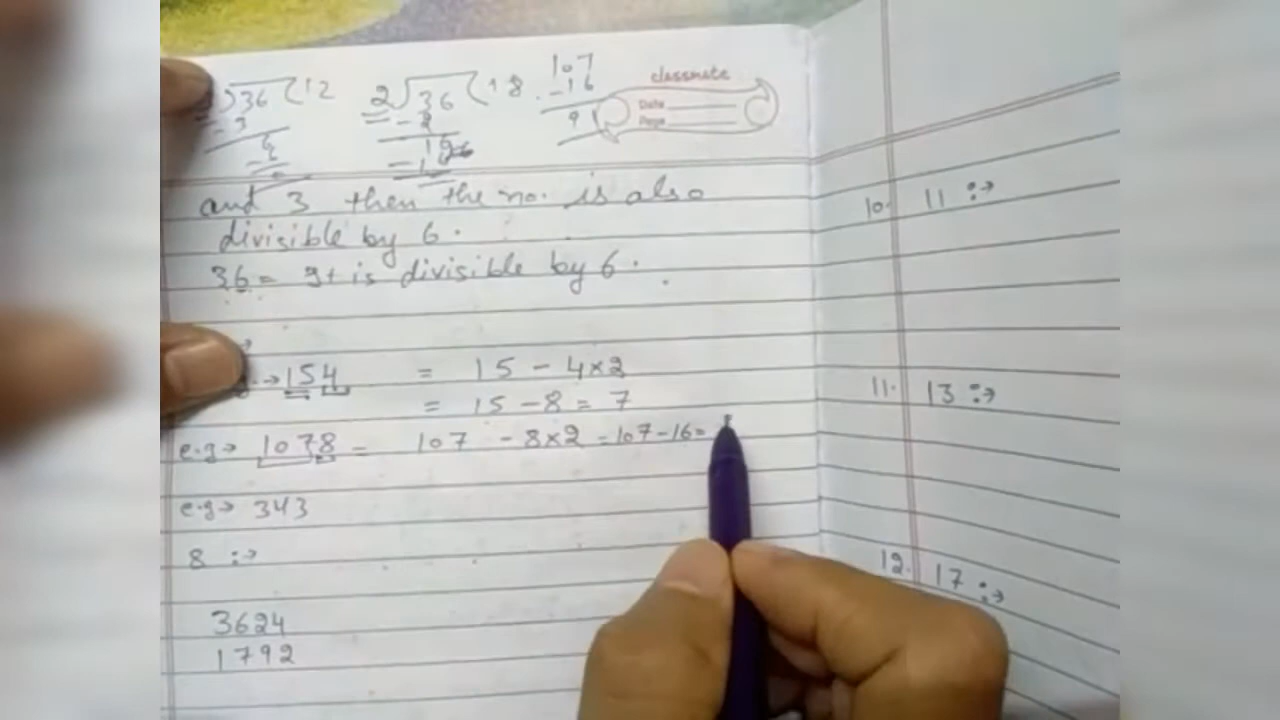 36 12
2 36 18
- 3
- 2
107
- 16
91
classmate
Date
Page
and 3 then the no. is also
divisible by 6.
36 = It is divisible by 6.
→ 154 = 15 - 4×2
= 15 - 8 = 7
e.g → 1078 = 107 - 8×2 = 107 - 16 =
e.g → 343
8 :→
3624
1792
10. 11 :→
11. 13 :→
12. 17 :→